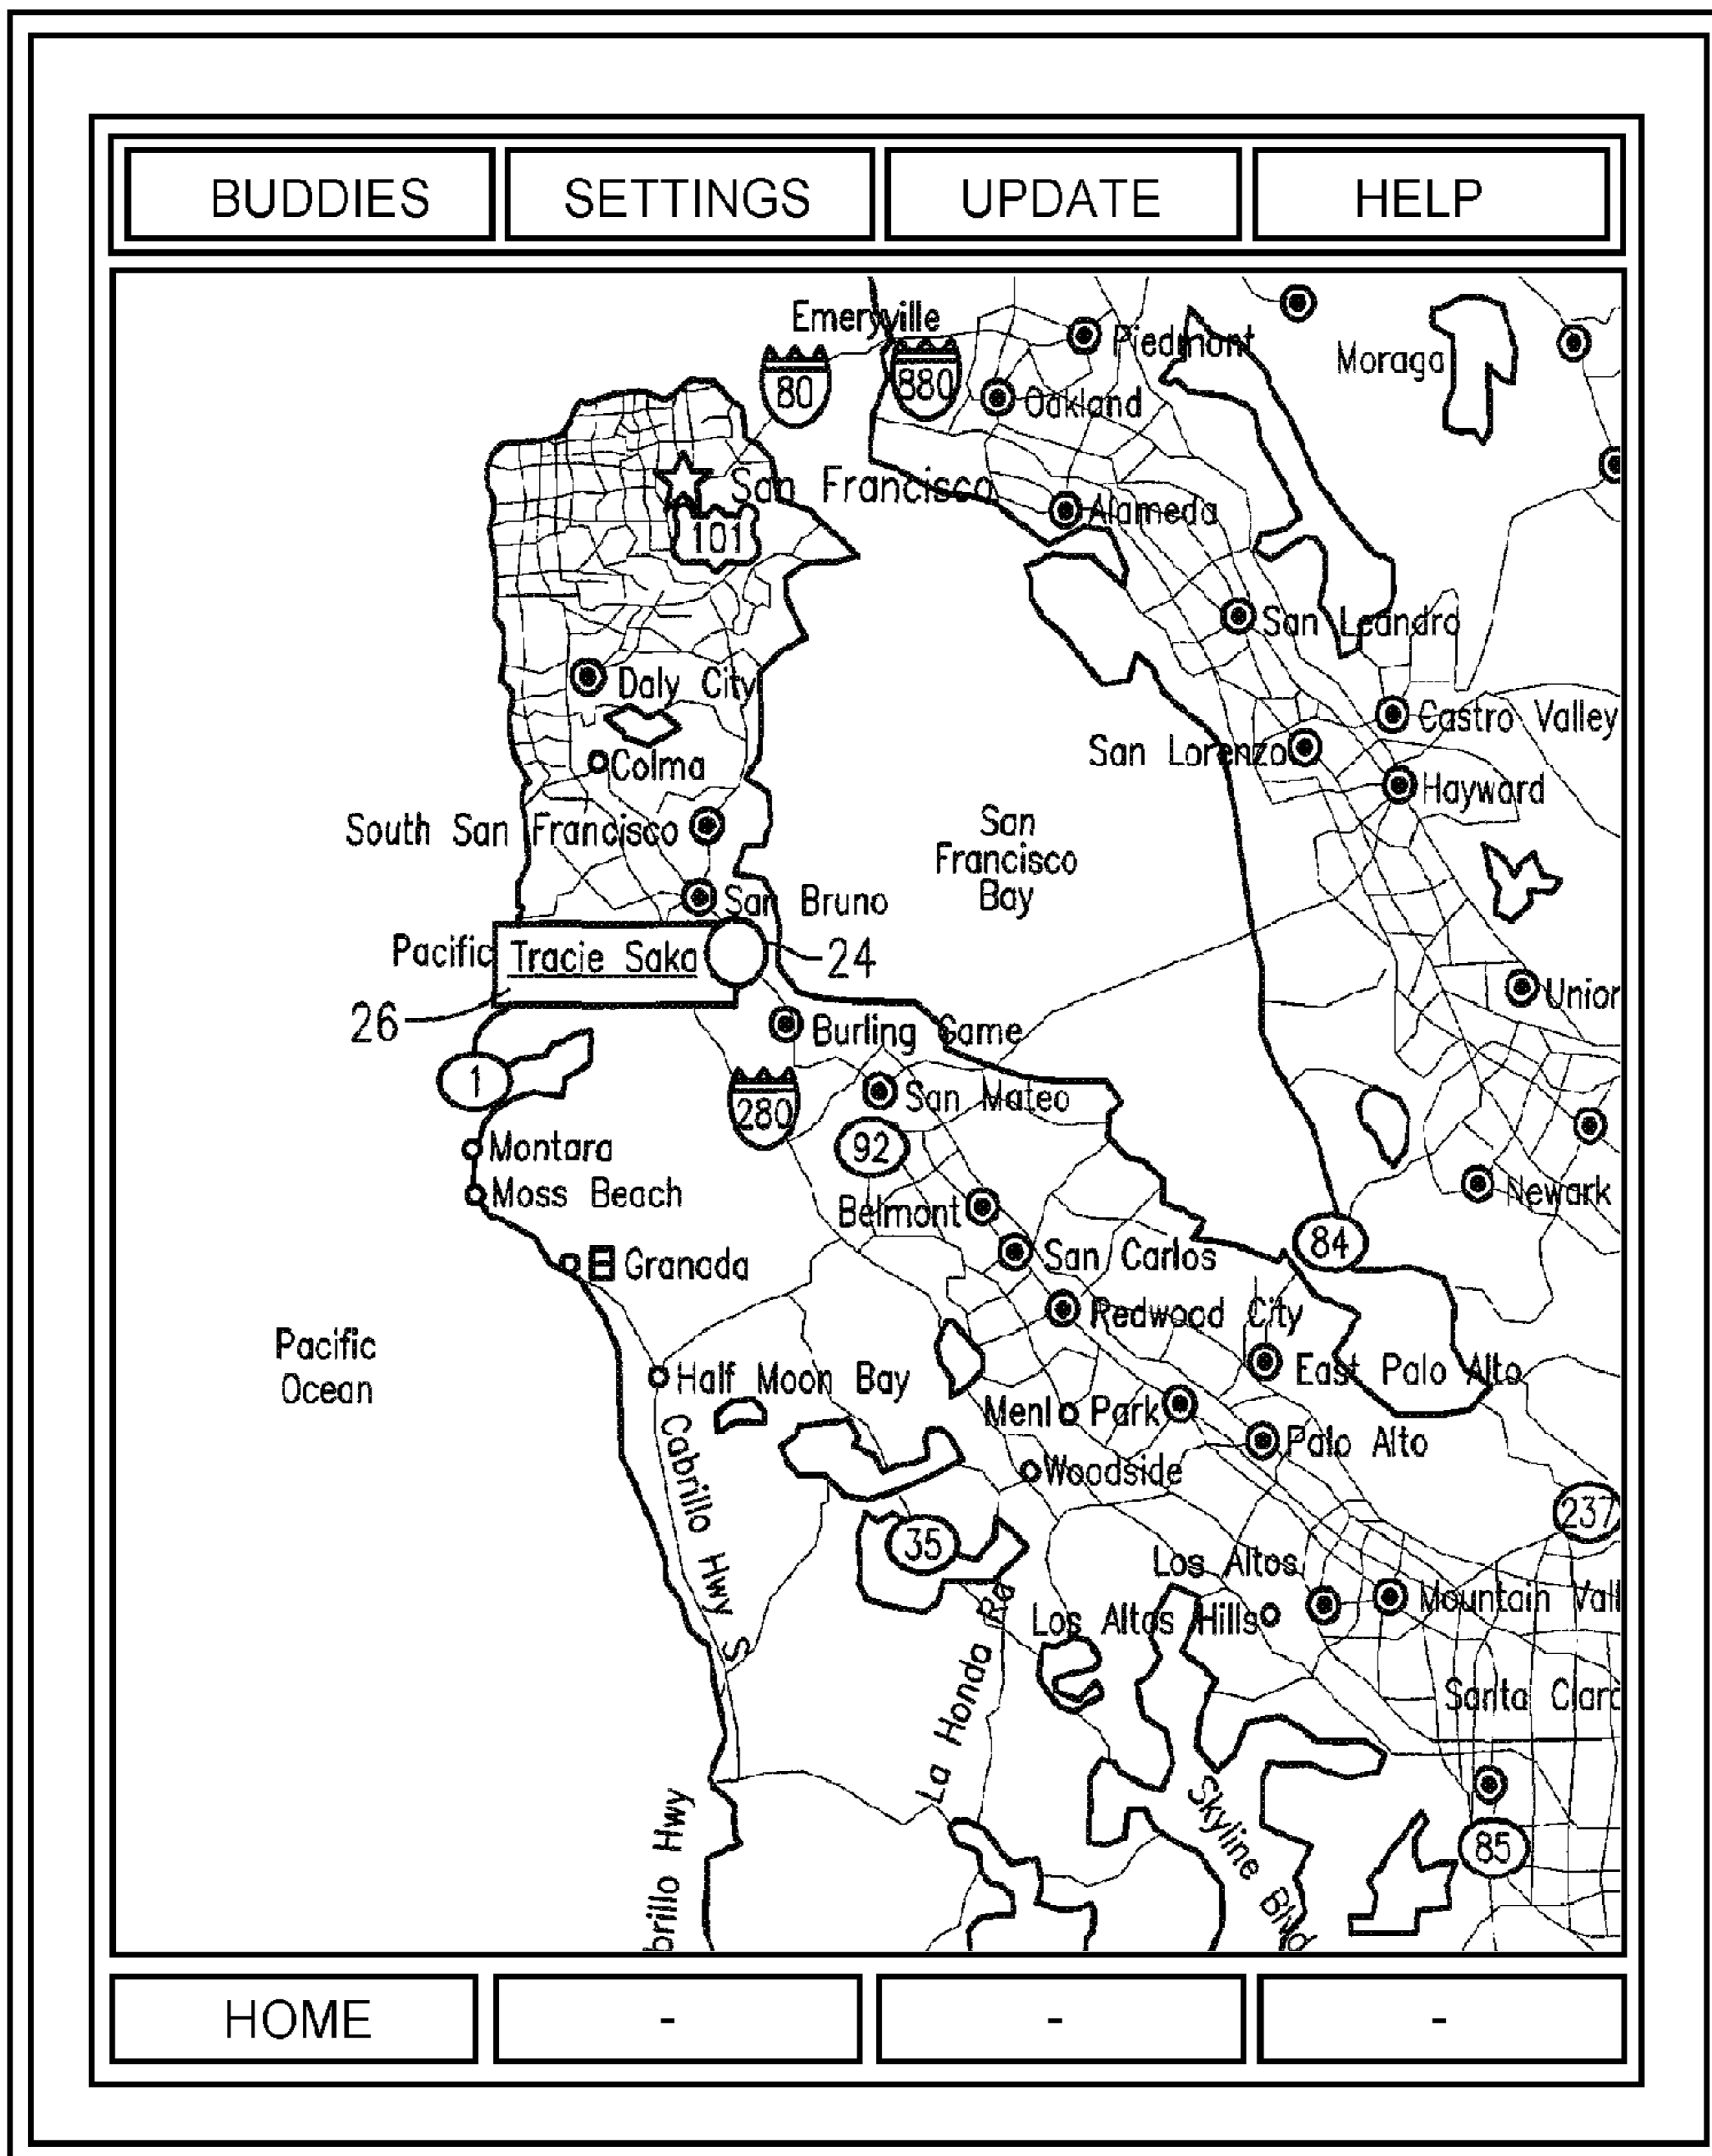 BUDDIES SETTINGS UPDATE HELP
Emeryville
Piedmont
Moraga
80
880
Oakland
San Francisco
Alameda
101
San Leandro
Daly City
Castro Valley
San Lorenzo
Colma
Hayward
South San Francisco
San
Francisco
Bay
San Bruno
Pacific
Tracie Saka
24
Union
26
Burling Game
1
280
San Mateo
92
Montara
Moss Beach
Newark
Belmont
84
San Carlos
Granada
Redwood City
Pacific
Ocean
East Palo Alto
Half Moon Bay
Menlo Park
Palo Alto
Cabrillo Hwy S
Woodside
237
35
Los Altos
Mountain Vall
Los Altos Hills
La Honda Rd
Santa Clara
Skyline Blvd
brillo Hwy
85
HOME - - -